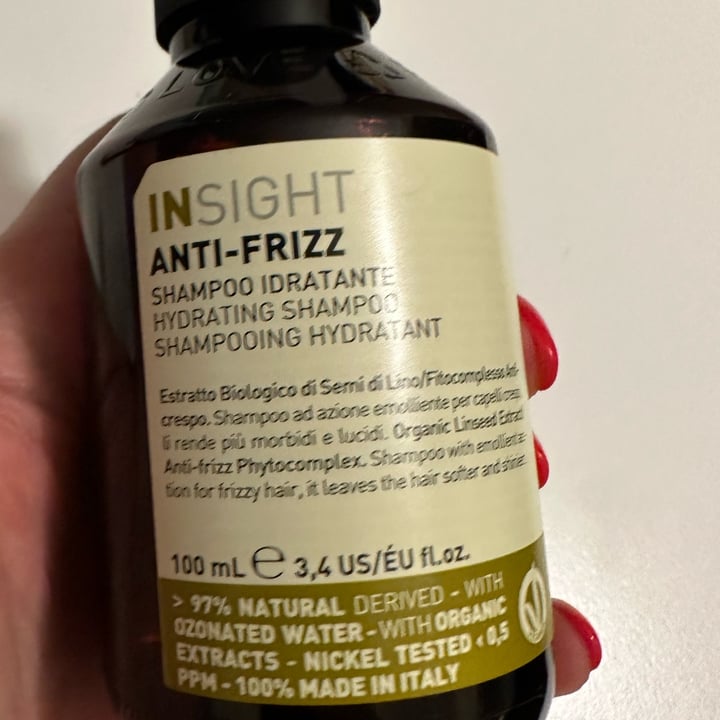 LOVE
INSIGHT
ANTI-FRIZZ
SHAMPOO IDRATANTE
HYDRATING SHAMPOO
SHAMPOOING HYDRATANT
Estratto Biologico di Semi di Lino/Fitocomplesso Anti-
crespo. Shampoo ad azione emolliente per capelli
li rende più morbidi e lucidi. Organic Linseed Extract
Anti-frizz Phytocomplex. Shampoo with emollient ac-
tion for frizzy hair, it leaves the hair softer and shinier.
100 mL ℮ 3,4 US/ÉU fl.oz.
> 97% NATURAL DERIVED - WITH
OZONATED WATER - WITH ORGANIC
EXTRACTS - NICKEL TESTED < 0,5
PPM - 100% MADE IN ITALY